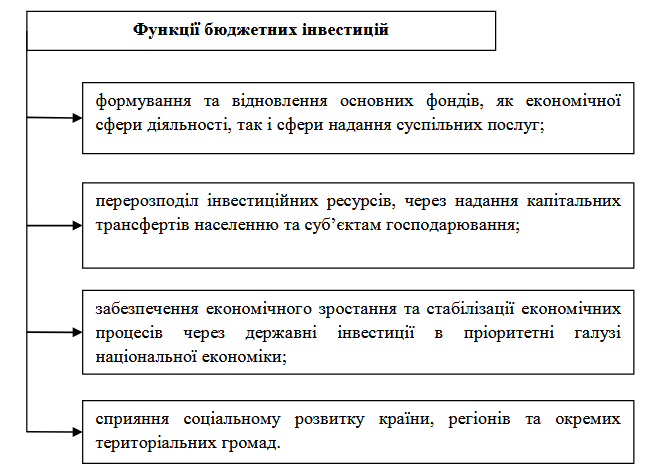 Функції бюджетних інвестицій
формування та відновлення основних фондів, як економічної
сфери діяльності, так і сфери надання суспільних послуг;
перерозподіл інвестиційних ресурсів, через надання капітальних
трансфертів населенню та суб’єктам господарювання;
забезпечення економічного зростання та стабілізації економічних
процесів через державні інвестиції в пріоритетні галузі
національної економіки;
сприяння соціальному розвитку країни, регіонів та окремих
територіальних громад.